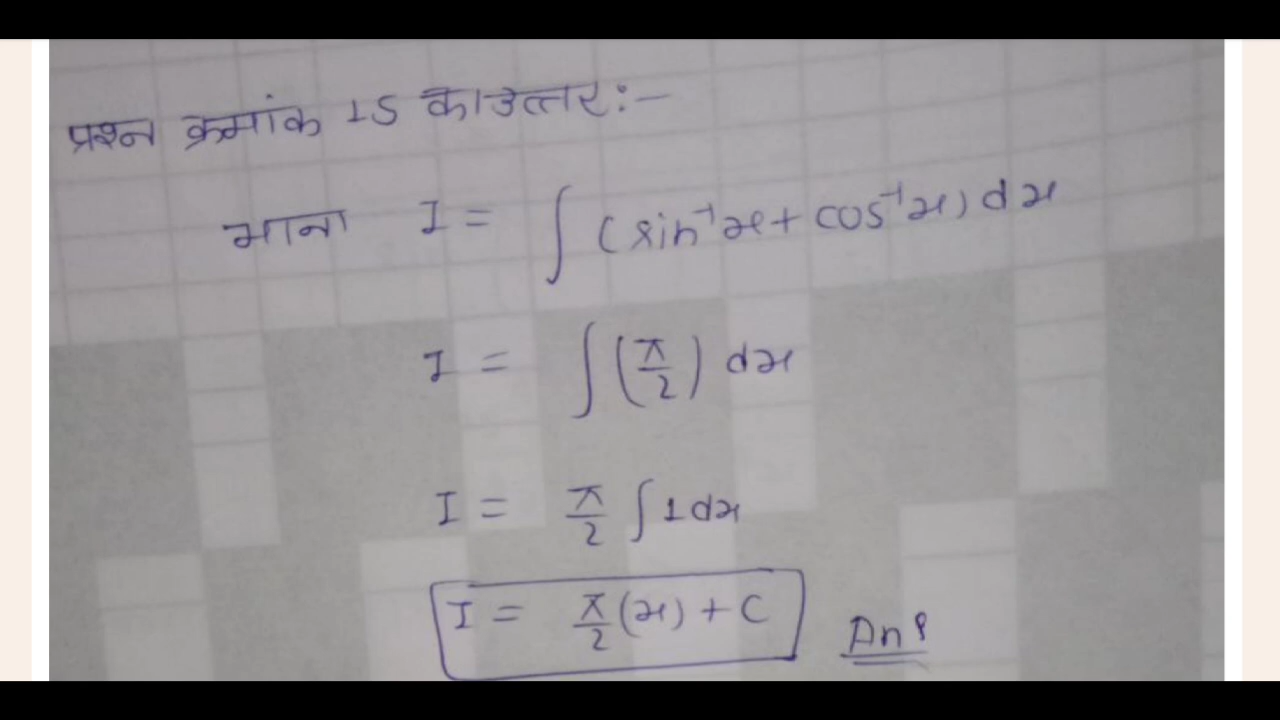 प्रश्न क्रमांक 15 का उत्तर:-
माना I = ∫ (sin⁻¹x + cos⁻¹x) dx
I = ∫ (π/2) dx
I = π/2 ∫ 1 dx
I = π/2 (x) + C Ans